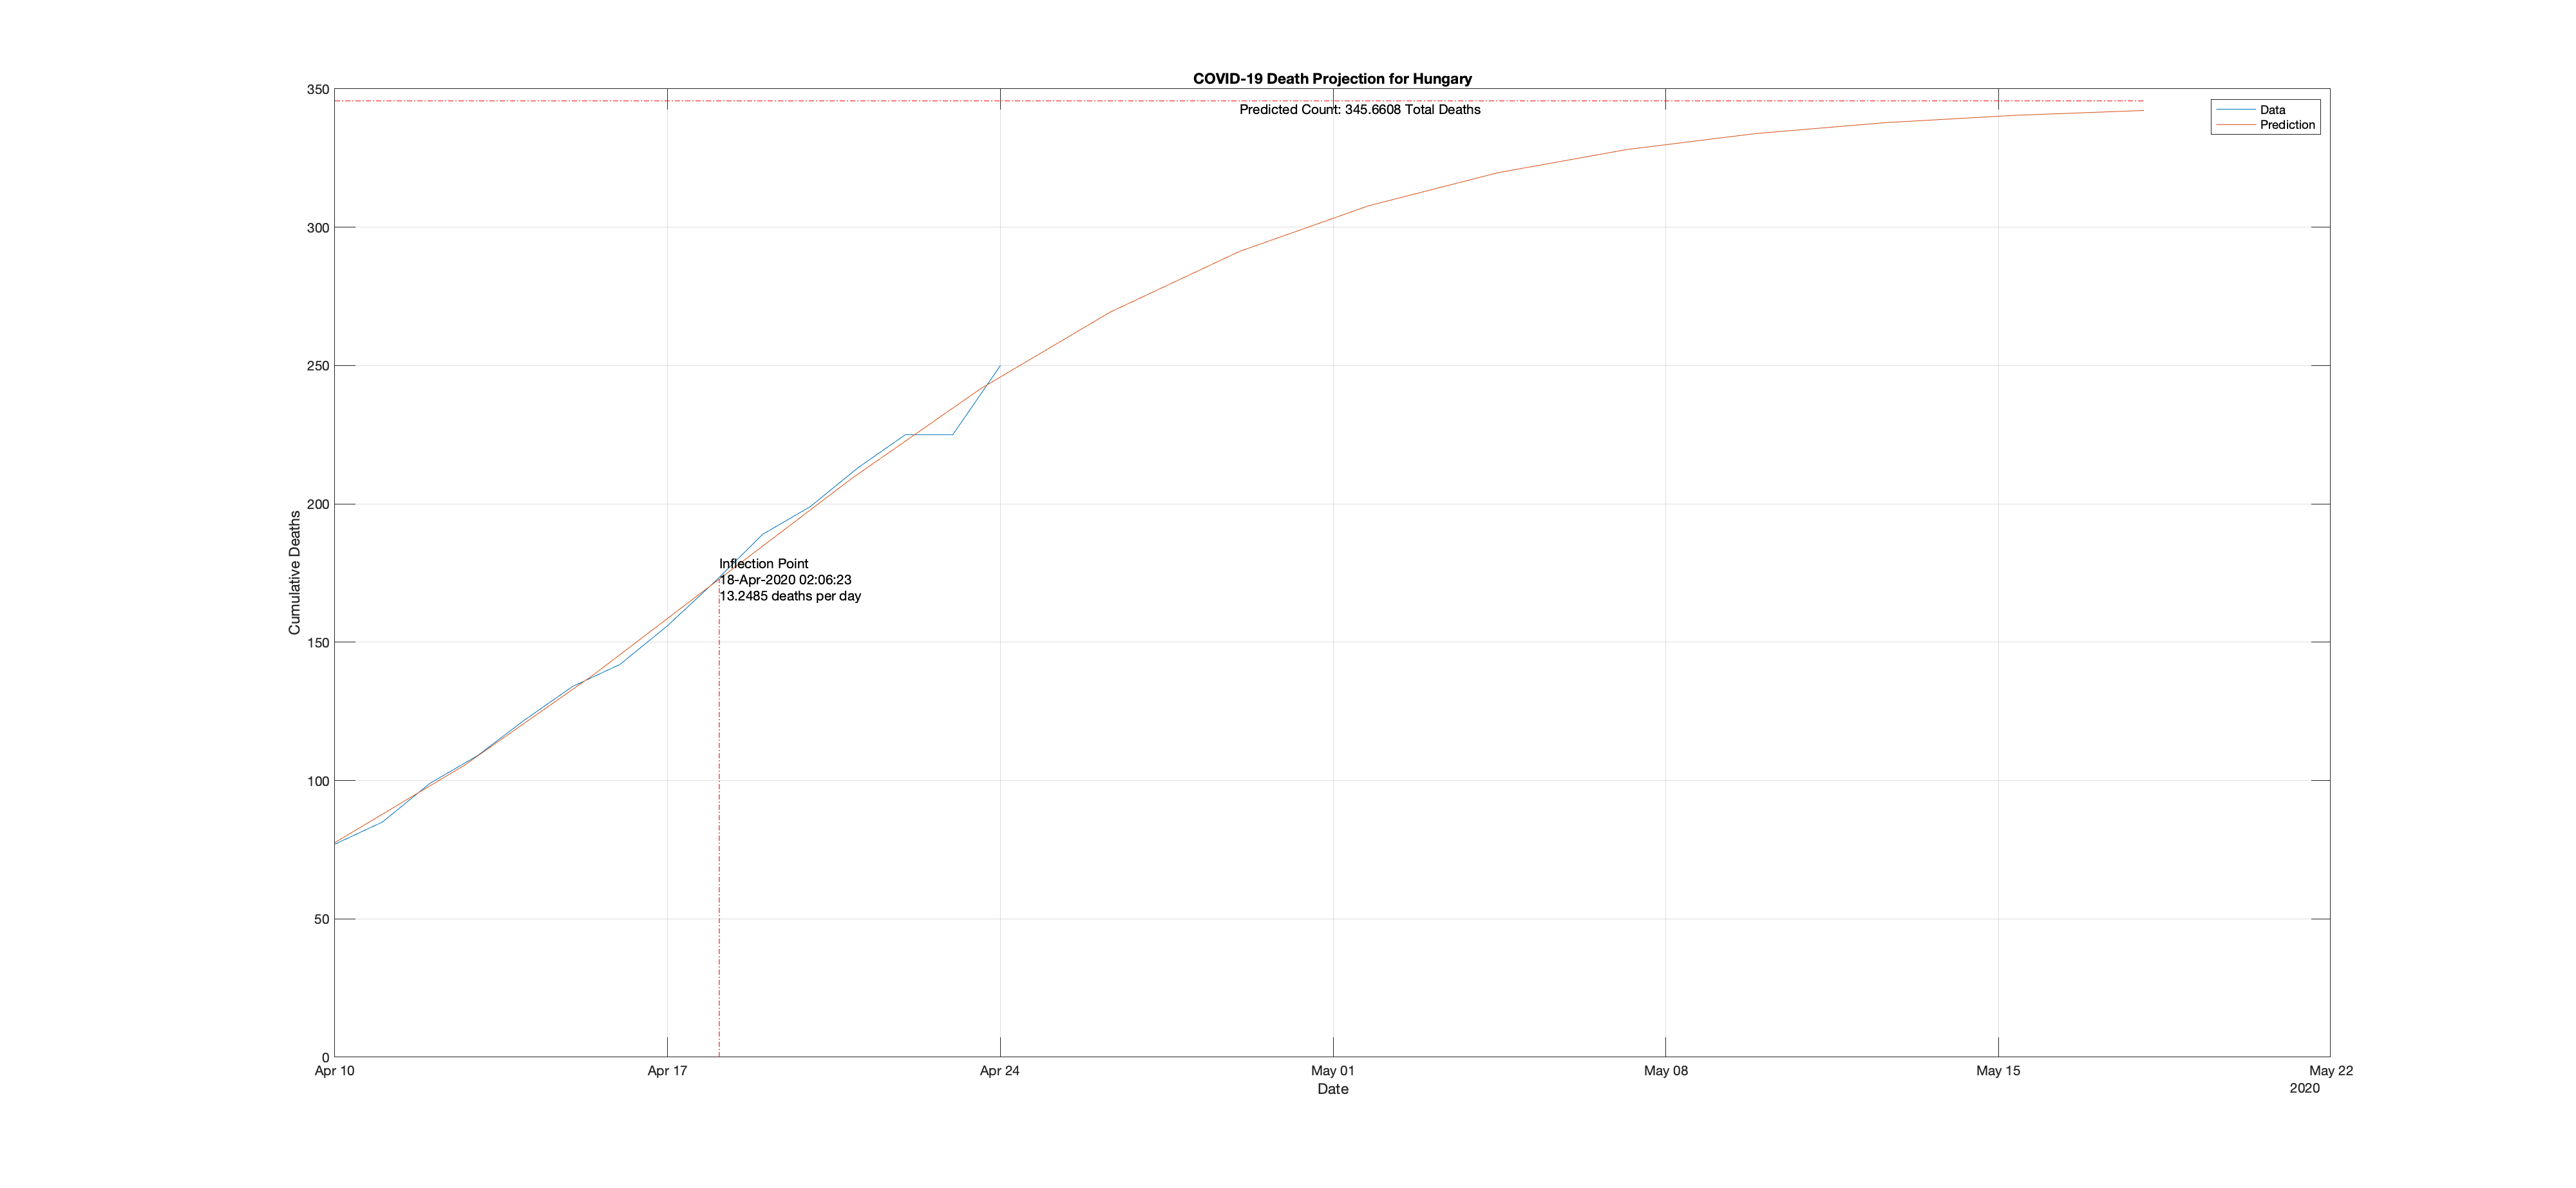 COVID-19 Death Projection for Hungary
350
Predicted Count: 345.6608 Total Deaths
Data
Prediction
300
250
200
Cumulative Deaths
Inflection Point
18-Apr-2020 02:06:23
13.2485 deaths per day
150
100
50
0
Apr 10 Apr 17 Apr 24 May 01 May 08 May 15 May 22
Date
2020